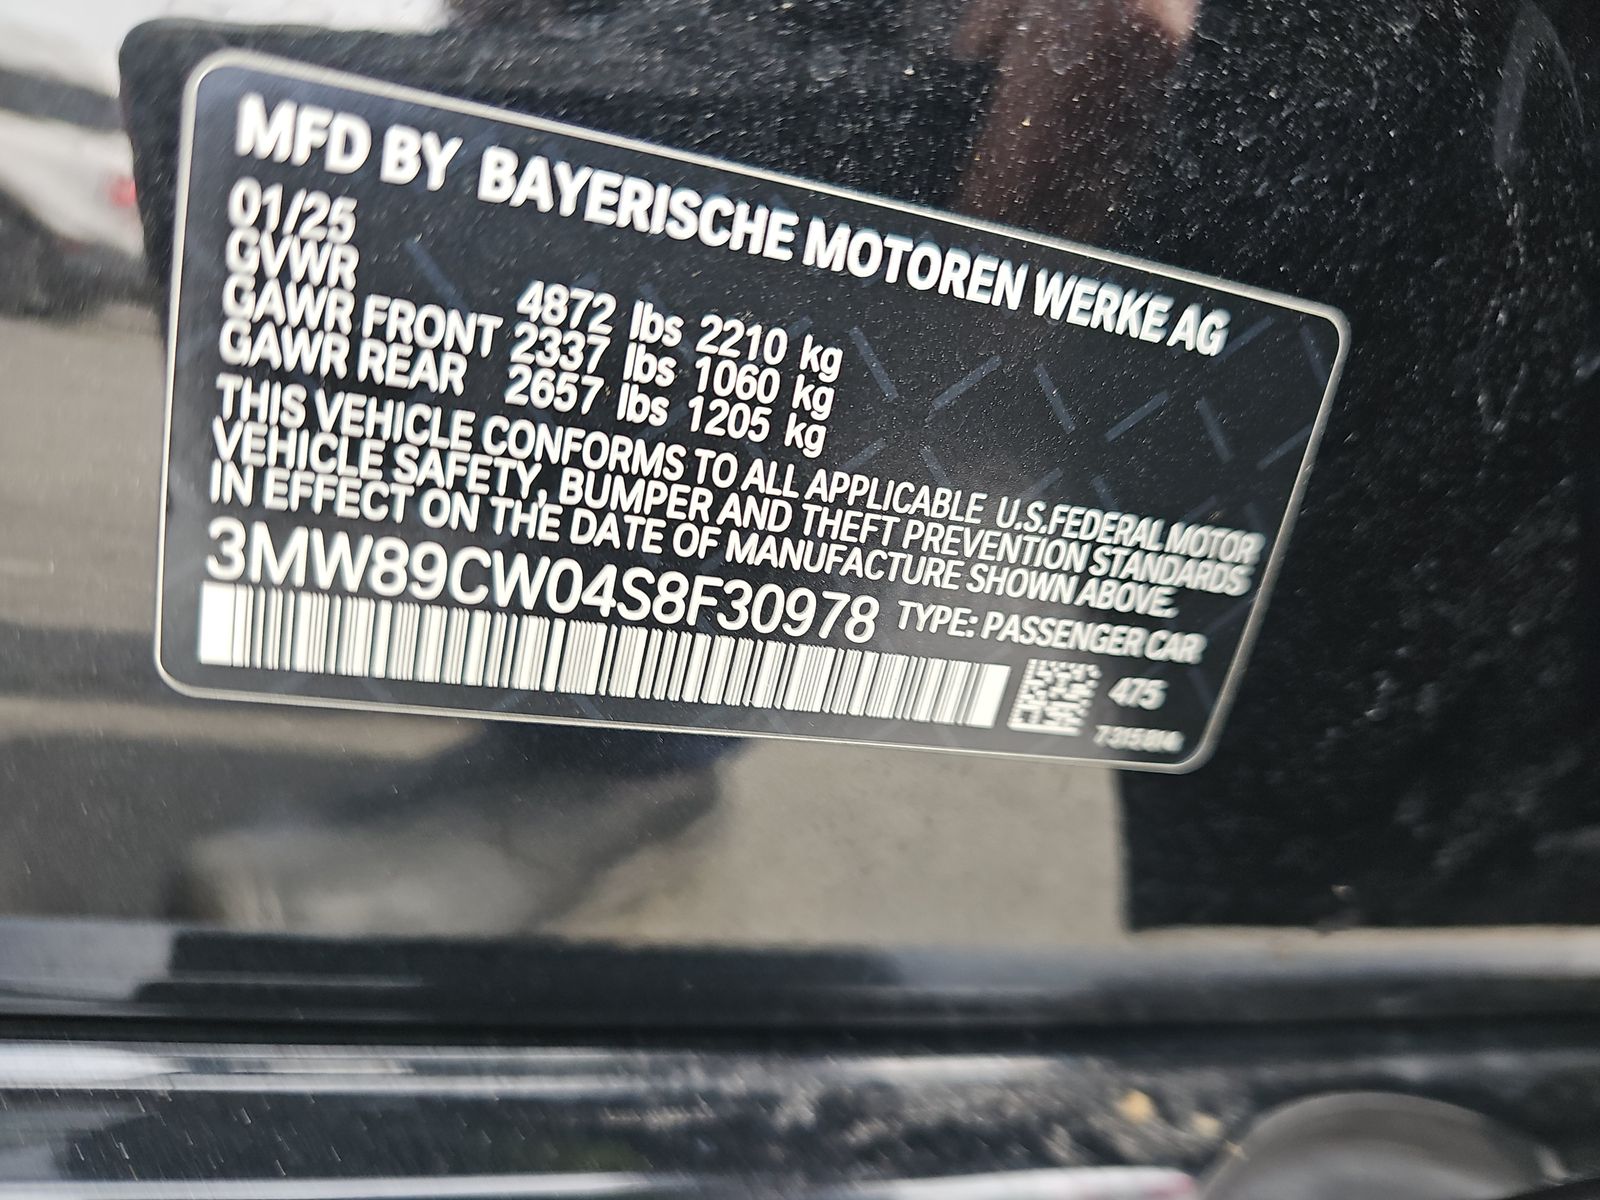 MFD BY BAYERISCHE MOTOREN WERKE AG
01/25
GVWR 4872 lbs 2210 kg
GAWR FRONT 2337 lbs 1060 kg
GAWR REAR 2657 lbs 1205 kg
THIS VEHICLE CONFORMS TO ALL APPLICABLE U.S.FEDERAL MOTOR
VEHICLE SAFETY, BUMPER AND THEFT PREVENTION STANDARDS
IN EFFECT ON THE DATE OF MANUFACTURE SHOWN ABOVE.
3MW89CW04S8F30978 TYPE: PASSENGER CAR
475